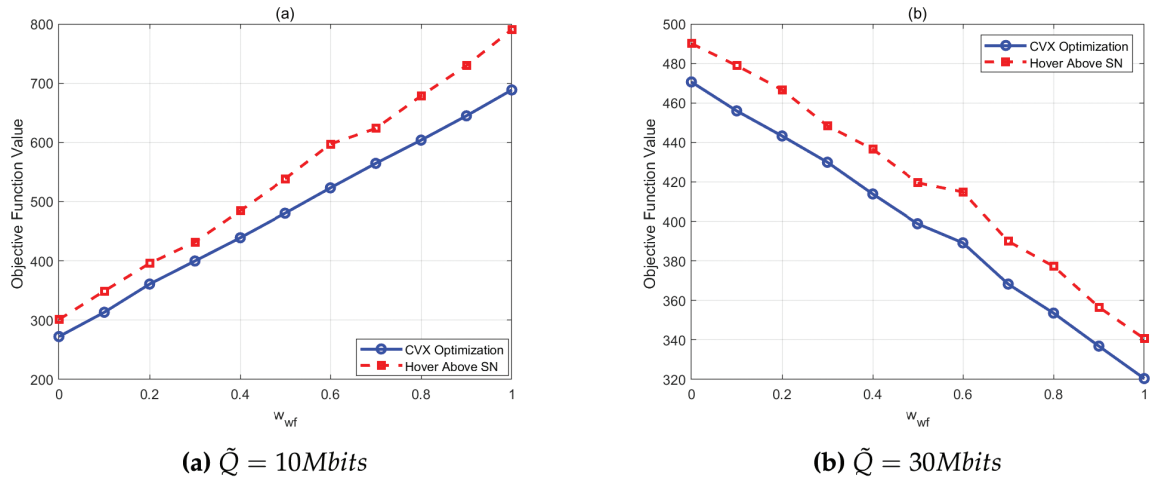 (a)
800
700
600
500
400
300
200
Objective Function Value
CVX Optimization
Hover Above SN
0
0.2
0.4
0.6
0.8
1
w_wf
(a) Q̃ = 10Mbits
(b)
500
480
460
440
420
400
380
360
340
320
Objective Function Value
CVX Optimization
Hover Above SN
0
0.2
0.4
0.6
0.8
1
w_wf
(b) Q̃ = 30Mbits